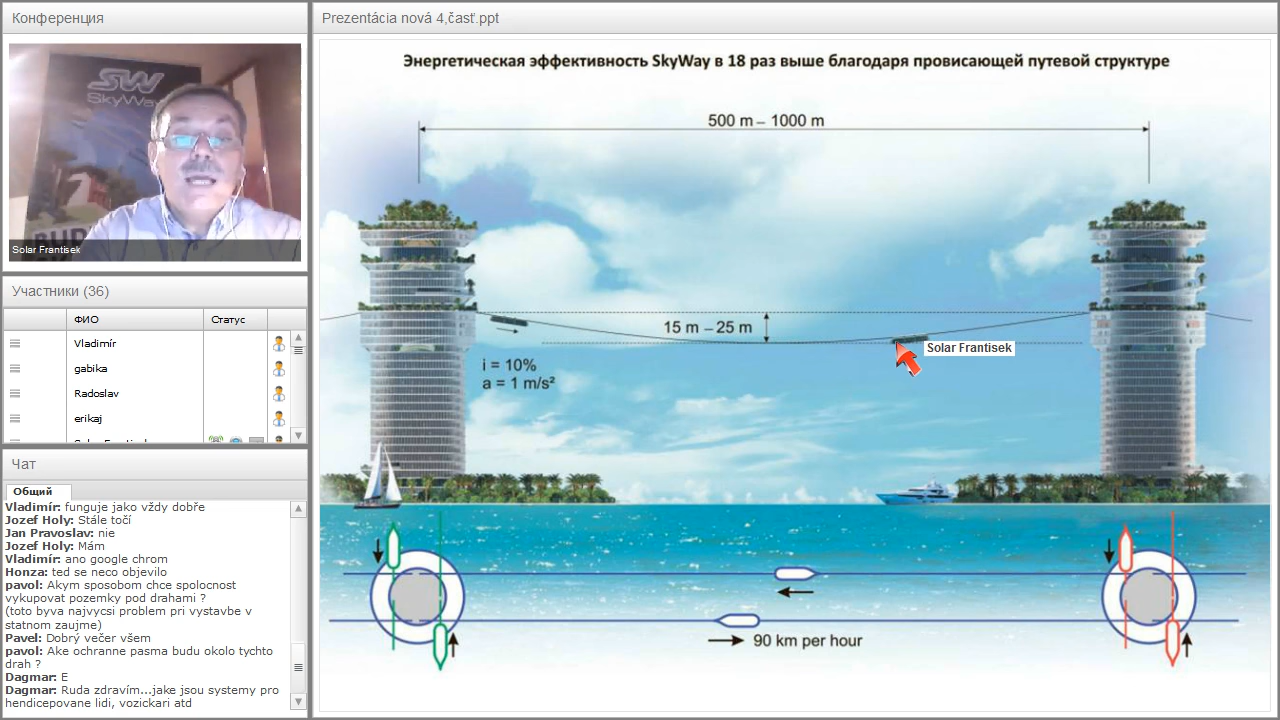 Конференция
SW
SkyWay
Solar Frantisek
Участники (36)
ФИО
Статус
Vladimír
gabika
Radoslav
erikaj
Чат
Общий
Vladimír: funguje jako vždy dobře
Jozef Holy: Stále točí
Jan Pravoslav: nie
Jozef Holy: Mám
Vladimír: ano google chrom
Honza: ted se neco objevilo
pavol: Akym sposobom chce spolocnost
vykupovat pozemky pod drahami ?
(toto byva najvycsi problem pri vystavbe v
statnom zaujme)
Pavel: Dobrý večer všem
pavol: Ake ochranne pasma budu okolo tychto
drah ?
Dagmar: E
Dagmar: Ruda zdravím...jake jsou systemy pro
hendicepovane lidi, vozickari atd
Prezentácia nová 4,časť.ppt
Энергетическая эффективность SkyWay в 18 раз выше благодаря провисающей путевой структуре
500 m – 1000 m
15 m – 25 m
Solar Frantisek
i = 10%
a = 1 m/s²
90 km per hour